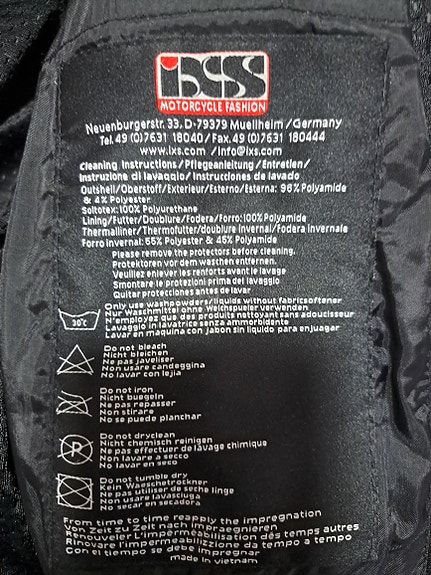 ixs
MOTORCYCLE FASHION
Neuenburgerstr. 33. D-79379 Muellheim/Germany
Tel.49 (0)7631 18040/Fax.49 (0)7631 180444
www.ixs.com /info@ixs.com
Cleaning Instructions/Pflegeanleitung/Entretien/
Instruzione di lavaggio/Instrucciones de lavado
Outshell/Oberstoff/Exterieur/Esterno/Esterna: 96% Polyamide
& 4% Polyester
Solotex:100% Polyurethane
Lining/Futter/Doublure/Fodera/Forro:100% Polyamide
Thermalliner/Thermofutter/doublure invernal/Fodera invernale
Forro invernal: 55% Polyester & 45% Polyamide
Please remove the protectors before cleaning.
Protektoren vor dem wasthen entfernen.
Veuillez enlever les renforts avant le lavage
Smontare le protezioni prima del lavaggio
Quitar protecciones antes de lavar
Only use washpowders/liquids without fabricsoftener
Nur Waschmittel ohne Weichspueler verwenden
N'employez que des produits nettoyant sans adoucisseur
Lavaggio in lavatrice senza ammorbidente
Lavar en maquina con jabon sin liquido para enjuagar
30°c
Do not bleach
Nicht bleichen
Ne pas javeliser
Non usare candeggina
No lavar con lejia
Do not iron
Nicht buegeln
Ne pas repasser
Non stirare
No se puede planchar
P
Do not dryclean
Nicht chemisch reinigen
Ne pas effectuer de lavage chimique
Non lavare a secco
No lavar en seco
Do not tumble dry
Kein Waeschetrockner
Ne pas utiliser de seche linge
Non usare lavasciuga
No secar en secadora
From time to time reapply the impregnation
Von Zeit zu Zeit nach impraegnieren
Renouveler L'imperméabilisation dès temps autres
Rinovare l'impermeabilizzazione da tempo a tempo
Con el tiempo se debe impregnar
made in vietnam